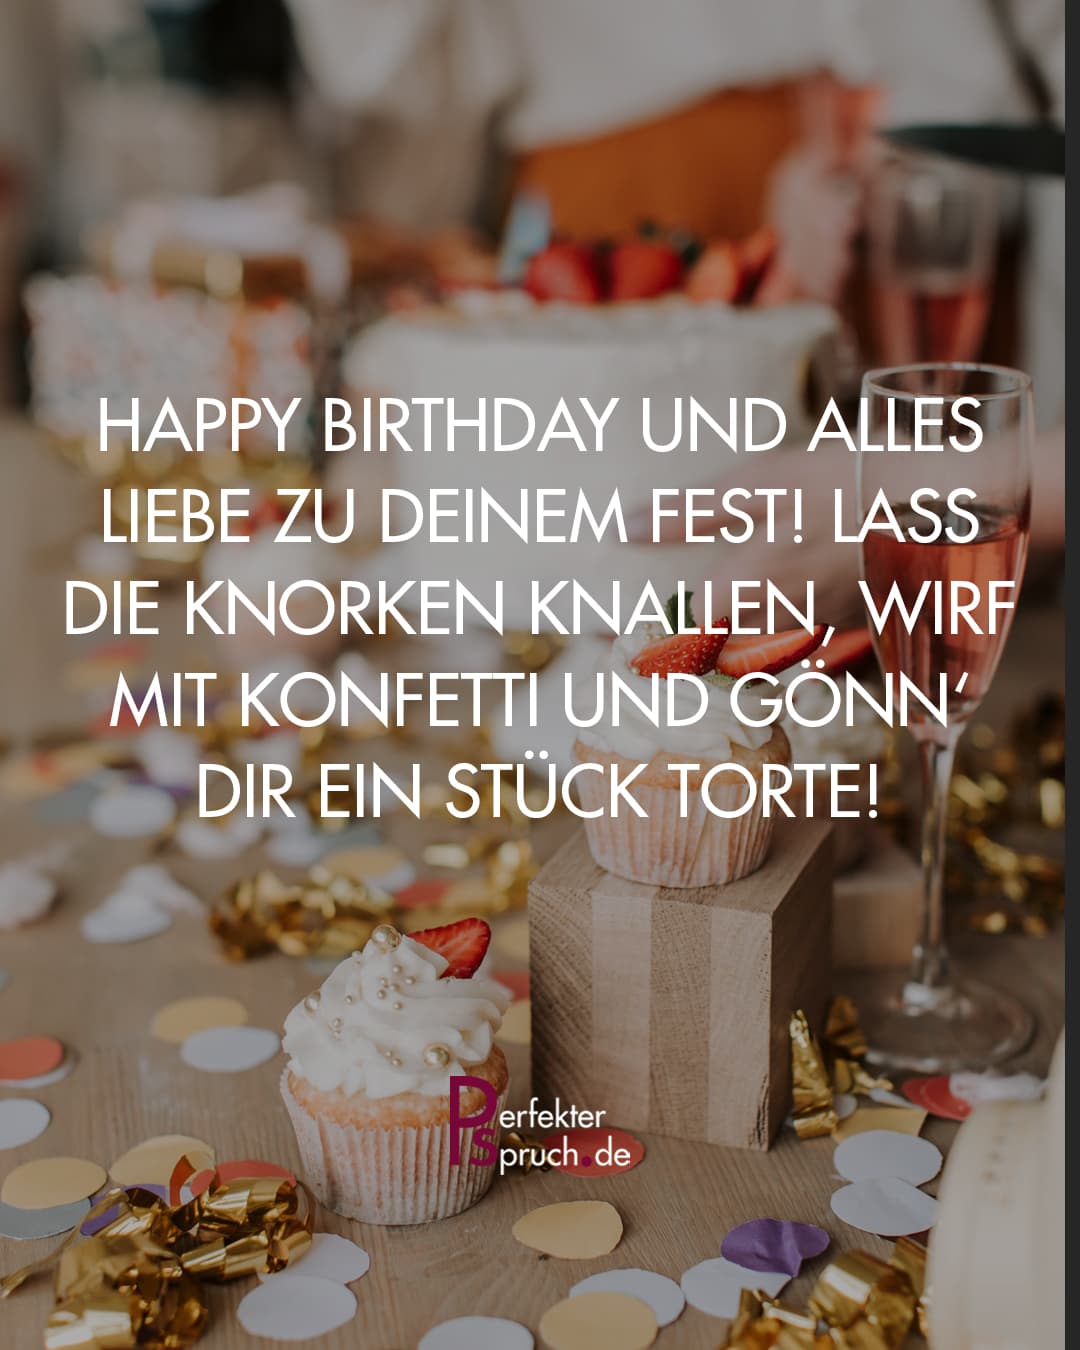 HAPPY BIRTHDAY UND ALLES
LIEBE ZU DEINEM FEST! LASS
DIE KNORKEN KNALLEN, WIRF
MIT KONFETTI UND GÖNN‘
DIR EIN STÜCK TORTE!
Perfekter
Spruch.de